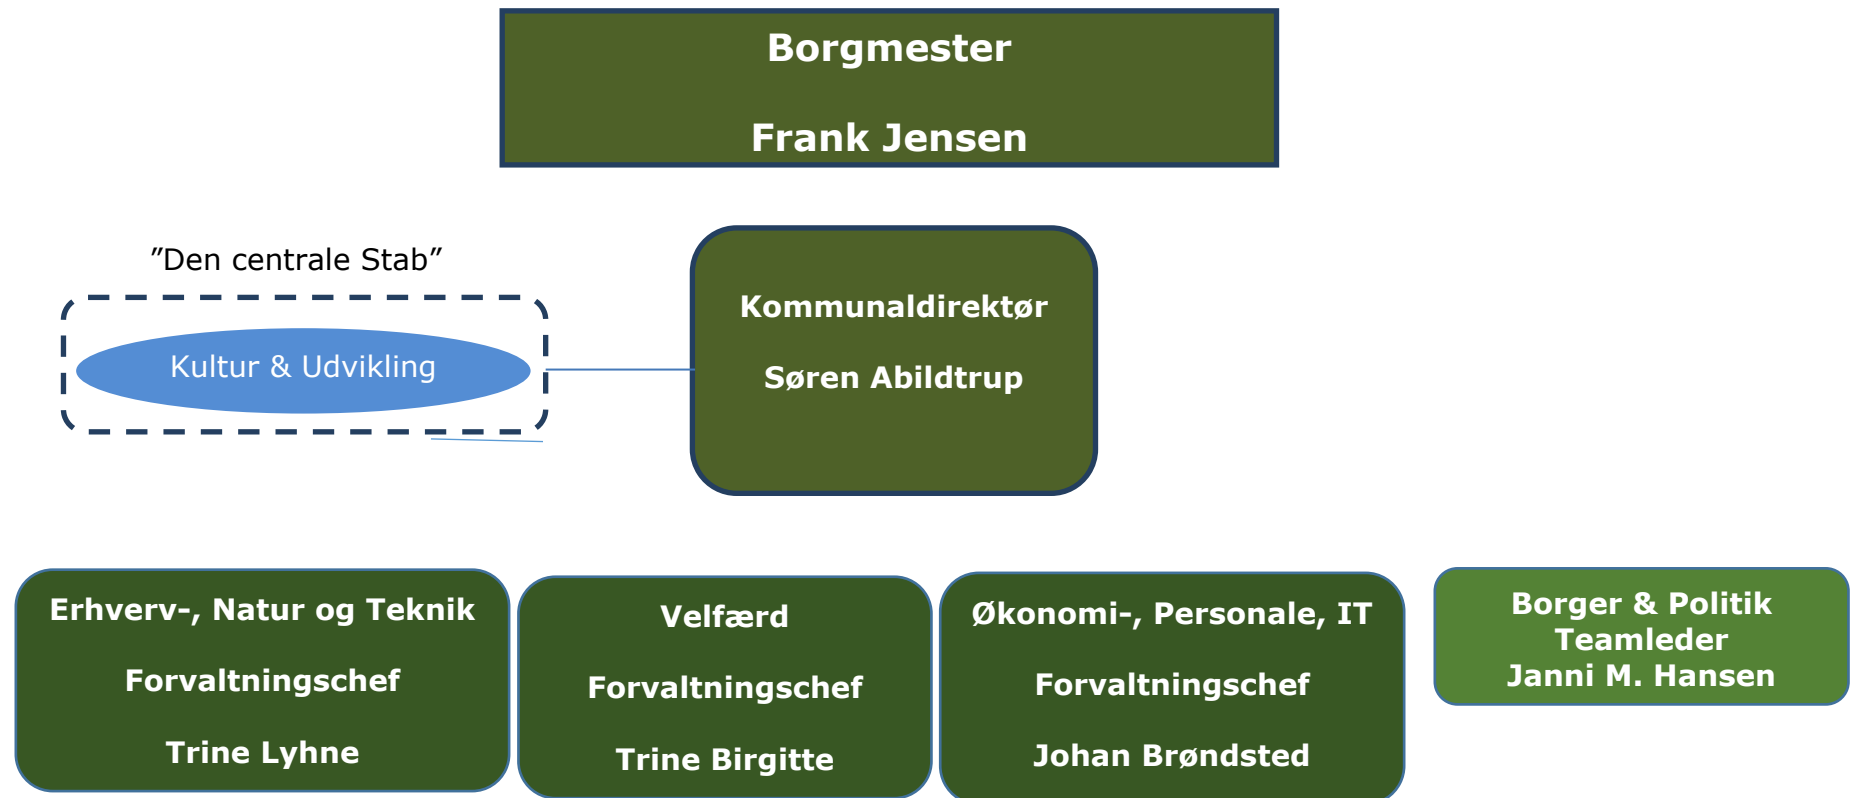 Borgmester
Frank Jensen
”Den centrale Stab”
Kultur & Udvikling
Kommunaldirektør
Søren Abildtrup
Erhverv-, Natur og Teknik
Forvaltningschef
Trine Lyhne
Velfærd
Forvaltningschef
Trine Birgitte
Økonomi-, Personale, IT
Forvaltningschef
Johan Brøndsted
Borger & Politik
Teamleder
Janni M. Hansen